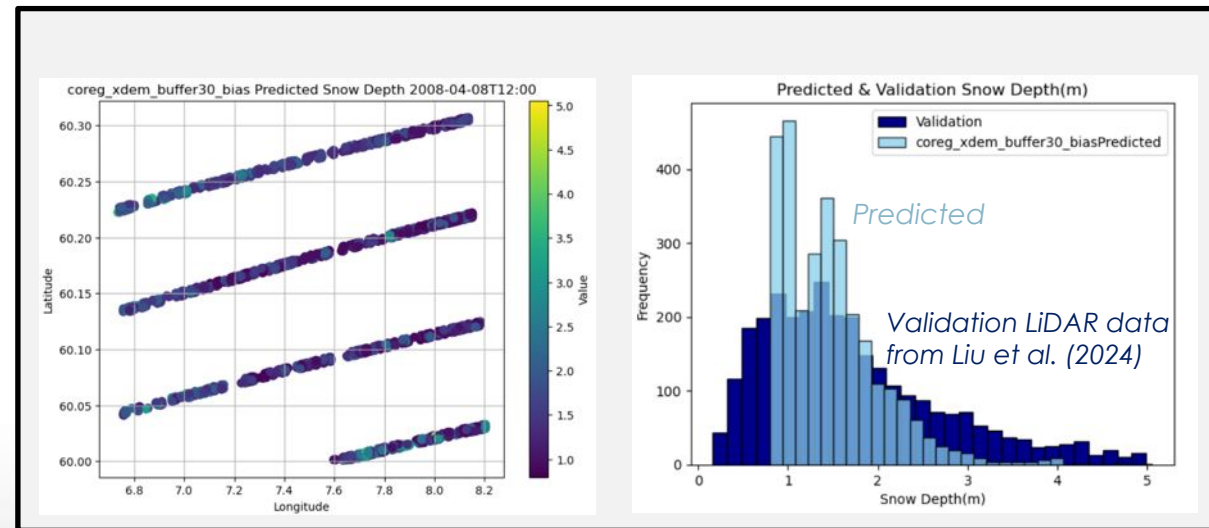 coreg_xdem_buffer30_bias Predicted Snow Depth 2008-04-08T12:00
60.30
60.25
60.20
60.15
60.10
60.05
60.00
Latitude
6.8 7.0 7.2 7.4 7.6 7.8 8.0 8.2
Longitude
5.0
4.5
4.0
3.5
3.0
2.5
2.0
1.5
1.0
Value
Predicted & Validation Snow Depth(m)
Validation
coreg_xdem_buffer30_biasPredicted
Predicted
Validation LiDAR data
from Liu et al. (2024)
400
300
200
100
0
Frequency
0 1 2 3 4 5
Snow Depth(m)